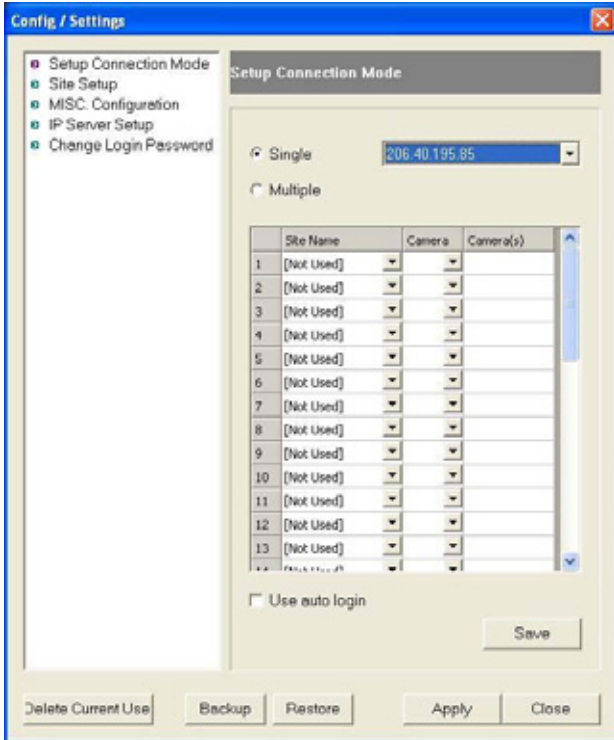 Config / Settings
Setup Connection Mode
Site Setup
MISC. Configuration
IP Server Setup
Change Login Password
Setup Connection Mode
Single 206.40.195.85
Multiple
Site Name Camera Camera(s)
1 [Not Used]
2 [Not Used]
3 [Not Used]
4 [Not Used]
5 [Not Used]
6 [Not Used]
7 [Not Used]
8 [Not Used]
9 [Not Used]
10 [Not Used]
11 [Not Used]
12 [Not Used]
13 [Not Used]
Use auto login
Save
Delete Current Use Backup Restore Apply Close